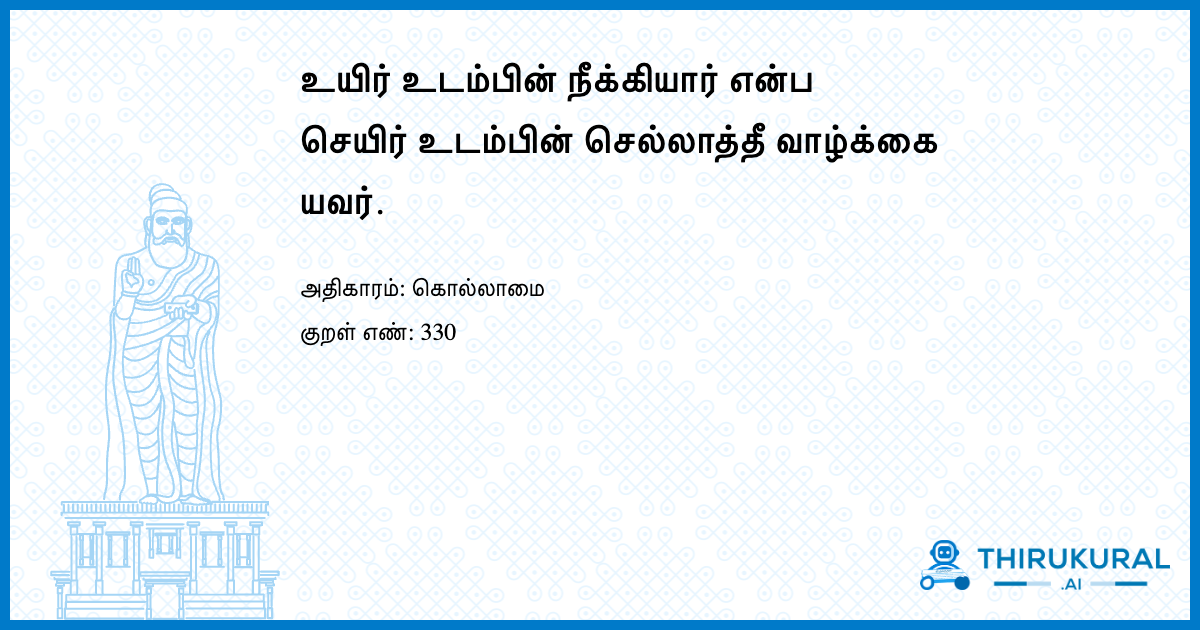 உயிர் உடம்பின் நீக்கியார் என்ப
செயிர் உடம்பின் செல்லாத்தீ வாழ்க்கை
யவர்.
அதிகாரம்: கொல்லாமை
குறள் எண்: 330
THIRUKURAL
.AI